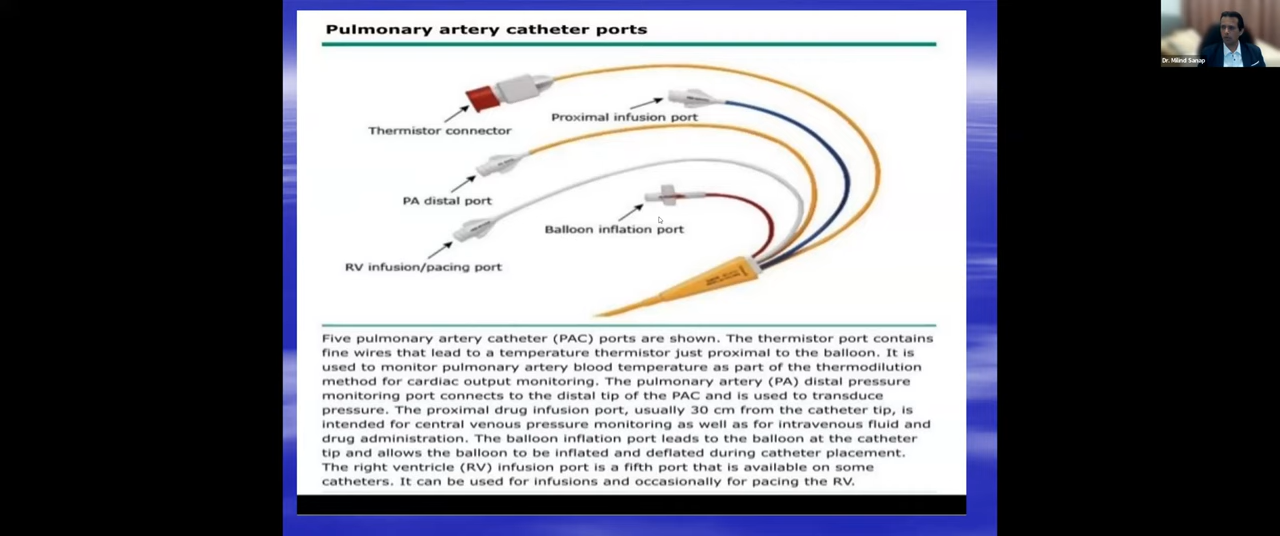 Pulmonary artery catheter ports
Dr. Milind Sanap
Proximal infusion port
Thermistor connector
PA distal port
Balloon inflation port
RV infusion/pacing port
Five pulmonary artery catheter (PAC) ports are shown. The thermistor port contains
fine wires that lead to a temperature thermistor just proximal to the balloon. It is
used to monitor pulmonary artery blood temperature as part of the thermodilution
method for cardiac output monitoring. The pulmonary artery (PA) distal pressure
monitoring port connects to the distal tip of the PAC and is used to transduce
pressure. The proximal drug infusion port, usually 30 cm from the catheter tip, is
intended for central venous pressure monitoring as well as for intravenous fluid and
drug administration. The balloon inflation port leads to the balloon at the catheter
tip and allows the balloon to be inflated and deflated during catheter placement.
The right ventricle (RV) infusion port is a fifth port that is available on some
catheters. It can be used for infusions and occasionally for pacing the RV.